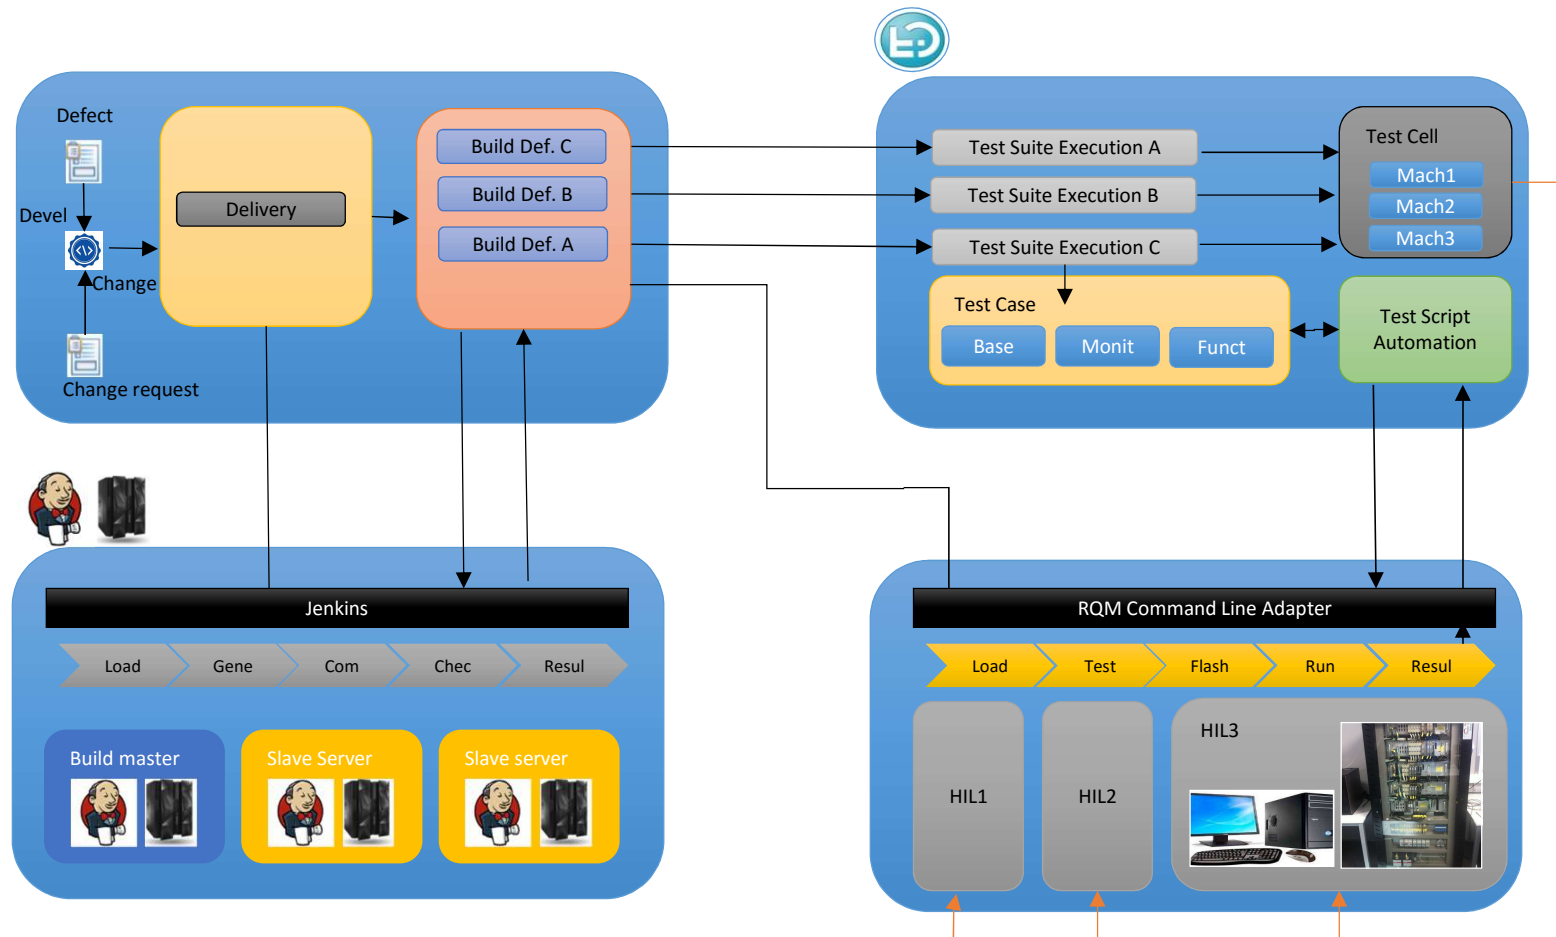 Defect
Devel
Change
Change request
Delivery
Build Def. C
Build Def. B
Build Def. A
Test Suite Execution A
Test Suite Execution B
Test Suite Execution C
Test Cell
Mach1
Mach2
Mach3
Test Case
Base
Monit
Funct
Test Script
Automation
Jenkins
Load
Gene
Com
Chec
Resul
Build master
Slave Server
Slave server
RQM Command Line Adapter
Load
Test
Flash
Run
Resul
HIL1
HIL2
HIL3